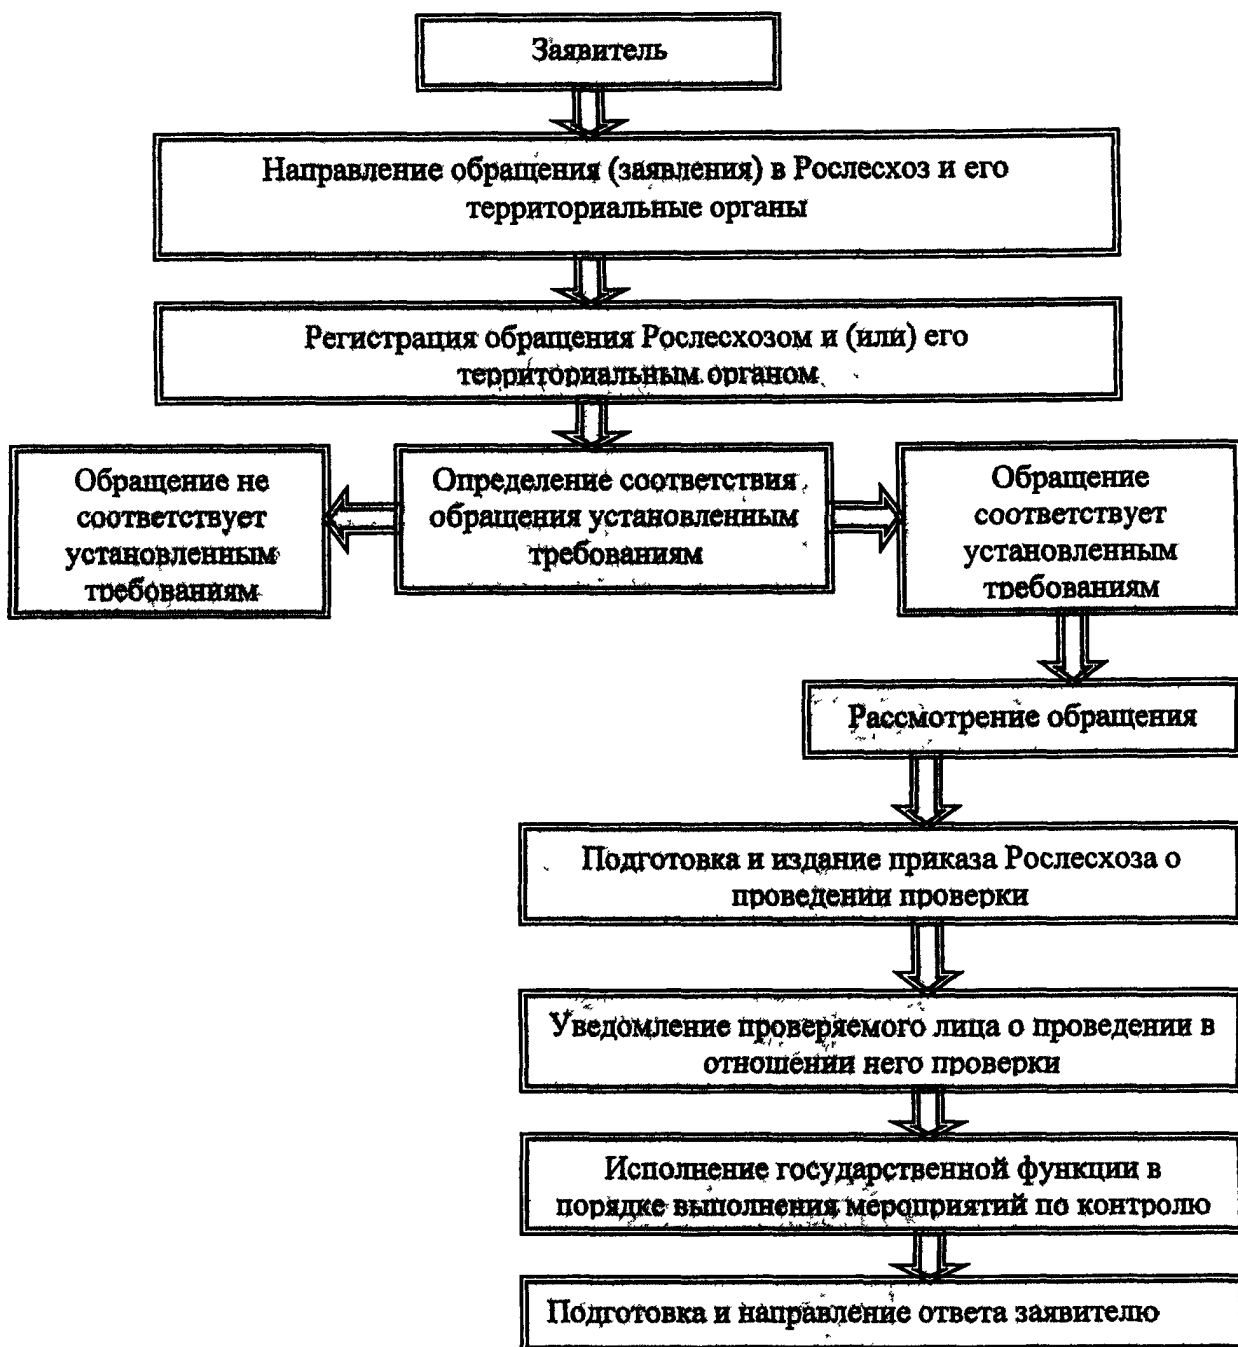 Заявитель
Направление обращения (заявления) в Рослесхоз и его
территориальные органы
Регистрация обращения Рослесхозом и (или) его
территориальным органом
Обращение не
соответствует
установленным
требованиям
Определение соответствия
обращения установленным
требованиям
Обращение
соответствует
установленным
требованиям
Рассмотрение обращения
Подготовка и издание приказа Рослесхоза о
проведении проверки
Уведомление проверяемого лица о проведении в
отношении него проверки
Исполнение государственной функции в
порядке выполнения мероприятий по контролю
Подготовка и направление ответа заявителю